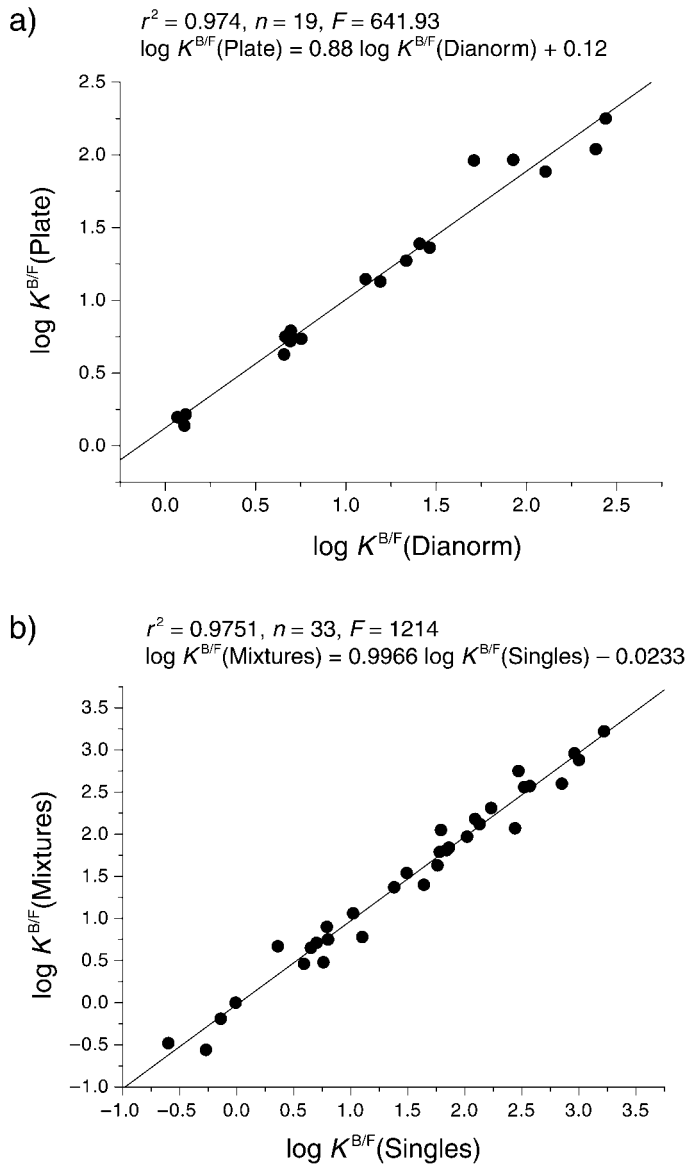 a)
r² = 0.974, n = 19, F = 641.93
log K^B/F(Plate) = 0.88 log K^B/F(Dianorm) + 0.12
2.5
2.0
1.5
1.0
0.5
0.0
log K^B/F(Plate)
0.0 0.5 1.0 1.5 2.0 2.5
log K^B/F(Dianorm)
b)
r² = 0.9751, n = 33, F = 1214
log K^B/F(Mixtures) = 0.9966 log K^B/F(Singles) − 0.0233
3.5
3.0
2.5
2.0
1.5
1.0
0.5
0.0
−0.5
−1.0
log K^B/F(Mixtures)
−1.0 −0.5 0.0 0.5 1.0 1.5 2.0 2.5 3.0 3.5
log K^B/F(Singles)